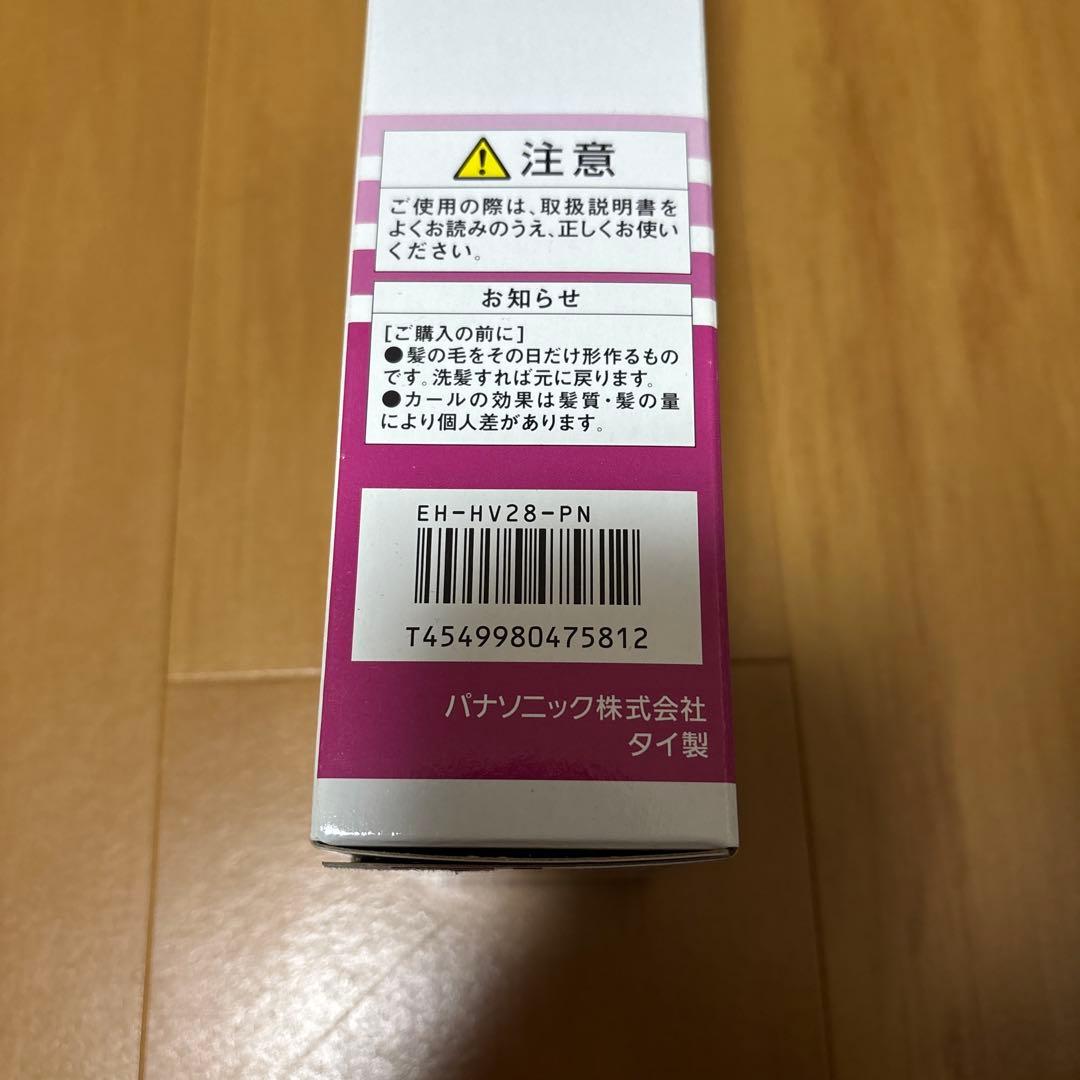 注意
ご使用の際は、取扱説明書を
よくお読みのうえ、正しくお使い
ください。
お知らせ
[ご購入の前に]
●髪の毛をその日だけ形作るもの
です。洗髪すれば元に戻ります。
●カールの効果は髪質・髪の量
により個人差があります。
EH-HV28-PN
T4549980475812
パナソニック株式会社
タイ製